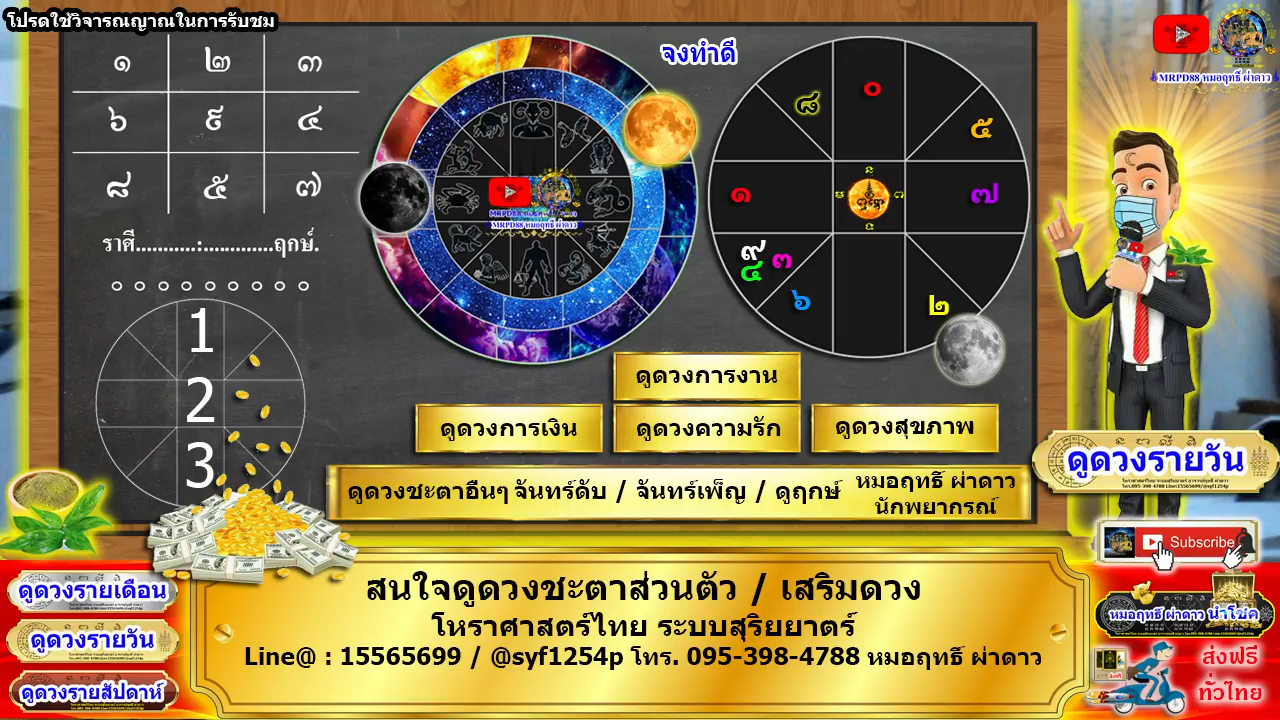 โปรดใช้วิจารณญาณในการรับชม
๑ ๒ ๓
๖ ๙ ๔
๘ ๕ ๗
ราศี...........:............ฤกษ์.
๐ ๐ ๐ ๐ ๐ ๐ ๐ ๐ ๐
1
2
3
MRPD88 หมอฤทธิ์ ผ่าดาว
จงทำดี
๘ ๐ ๕
๑ ๗
๙ ๔ ๓
๖ ๒
MRPD88 หมอฤทธิ์ ผ่าดาว
ดูดวงการงาน
ดูดวงการเงิน
ดูดวงความรัก
ดูดวงสุขภาพ
ดูดวงชะตาอื่นๆ จันทร์ดับ / จันทร์เพ็ญ / ดูฤกษ์
หมอฤทธิ์ ผ่าดาว
นักพยากรณ์
ดูดวงรายวัน
Subscribe
สนใจดูดวงชะตาส่วนตัว / เสริมดวง
โหราศาสตร์ไทย ระบบสุริยยาตร์
Line@ : 15565699 / @syf1254p โทร. 095-398-4788 หมอฤทธิ์ ผ่าดาว
ดูดวงรายเดือน
ดูดวงรายวัน
ดูดวงรายสัปดาห์
หมอฤทธิ์ ผ่าดาว นำโชค
ส่งฟรี
ทั่วไทย